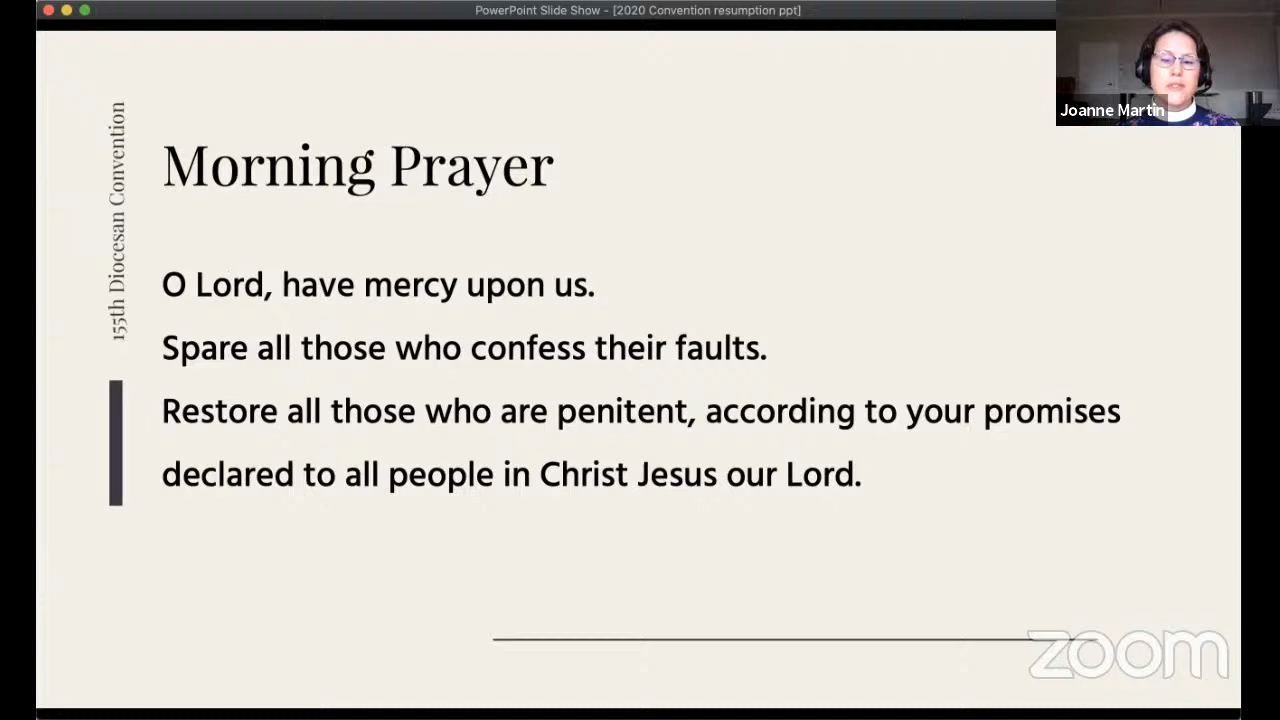 PowerPoint Slide Show - [2020 Convention resumption ppt]
Joanne Martin
155th Diocesan Convention
Morning Prayer
O Lord, have mercy upon us.
Spare all those who confess their faults.
Restore all those who are penitent, according to your promises
declared to all people in Christ Jesus our Lord.
zoom